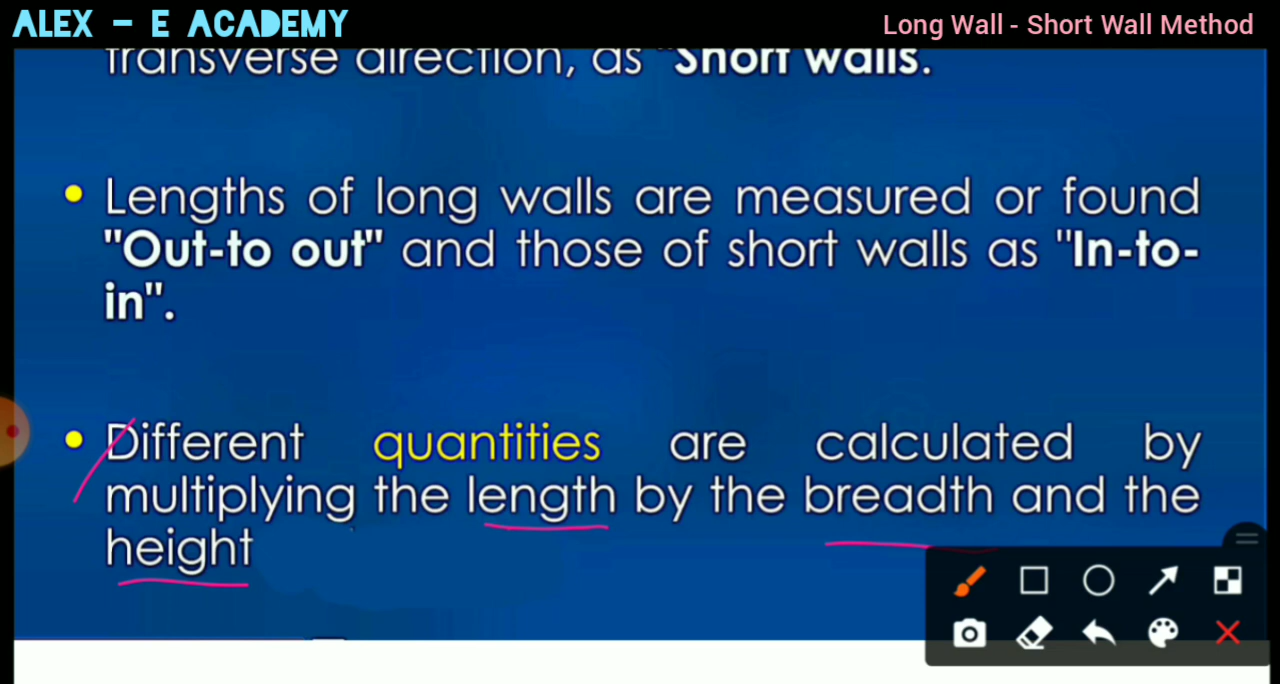 ALEX - E ACADEMY
Long Wall - Short Wall Method
transverse direction, as "Short walls.
Lengths of long walls are measured or found
"Out-to out" and those of short walls as "In-to-
in".
Different quantities are calculated by
multiplying the length by the breadth and the
height